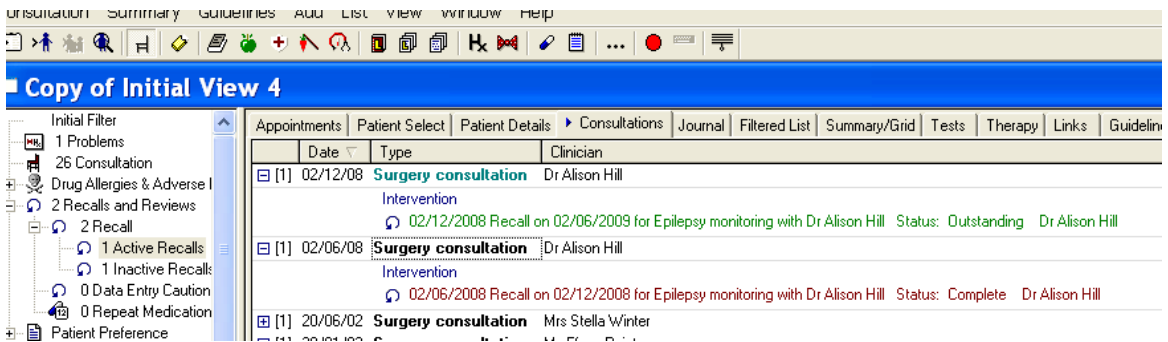 Consultation Summary Guidelines Add List View Window Help
Copy of Initial View 4
Initial Filter
1 Problems
26 Consultation
Drug Allergies & Adverse
2 Recalls and Reviews
2 Recall
1 Active Recalls
1 Inactive Recalls
0 Data Entry Caution
0 Repeat Medication
Patient Preference
Appointments Patient Select Patient Details Consultations Journal Filtered List Summary/Grid Tests Therapy Links Guideline
Date Type Clinician
[1] 02/12/08 Surgery consultation Dr Alison Hill
Intervention
02/12/2008 Recall on 02/06/2009 for Epilepsy monitoring with Dr Alison Hill Status: Outstanding Dr Alison Hill
[1] 02/06/08 Surgery consultation Dr Alison Hill
Intervention
02/06/2008 Recall on 02/12/2008 for Epilepsy monitoring with Dr Alison Hill Status: Complete Dr Alison Hill
[1] 20/06/02 Surgery consultation Mrs Stella Winter